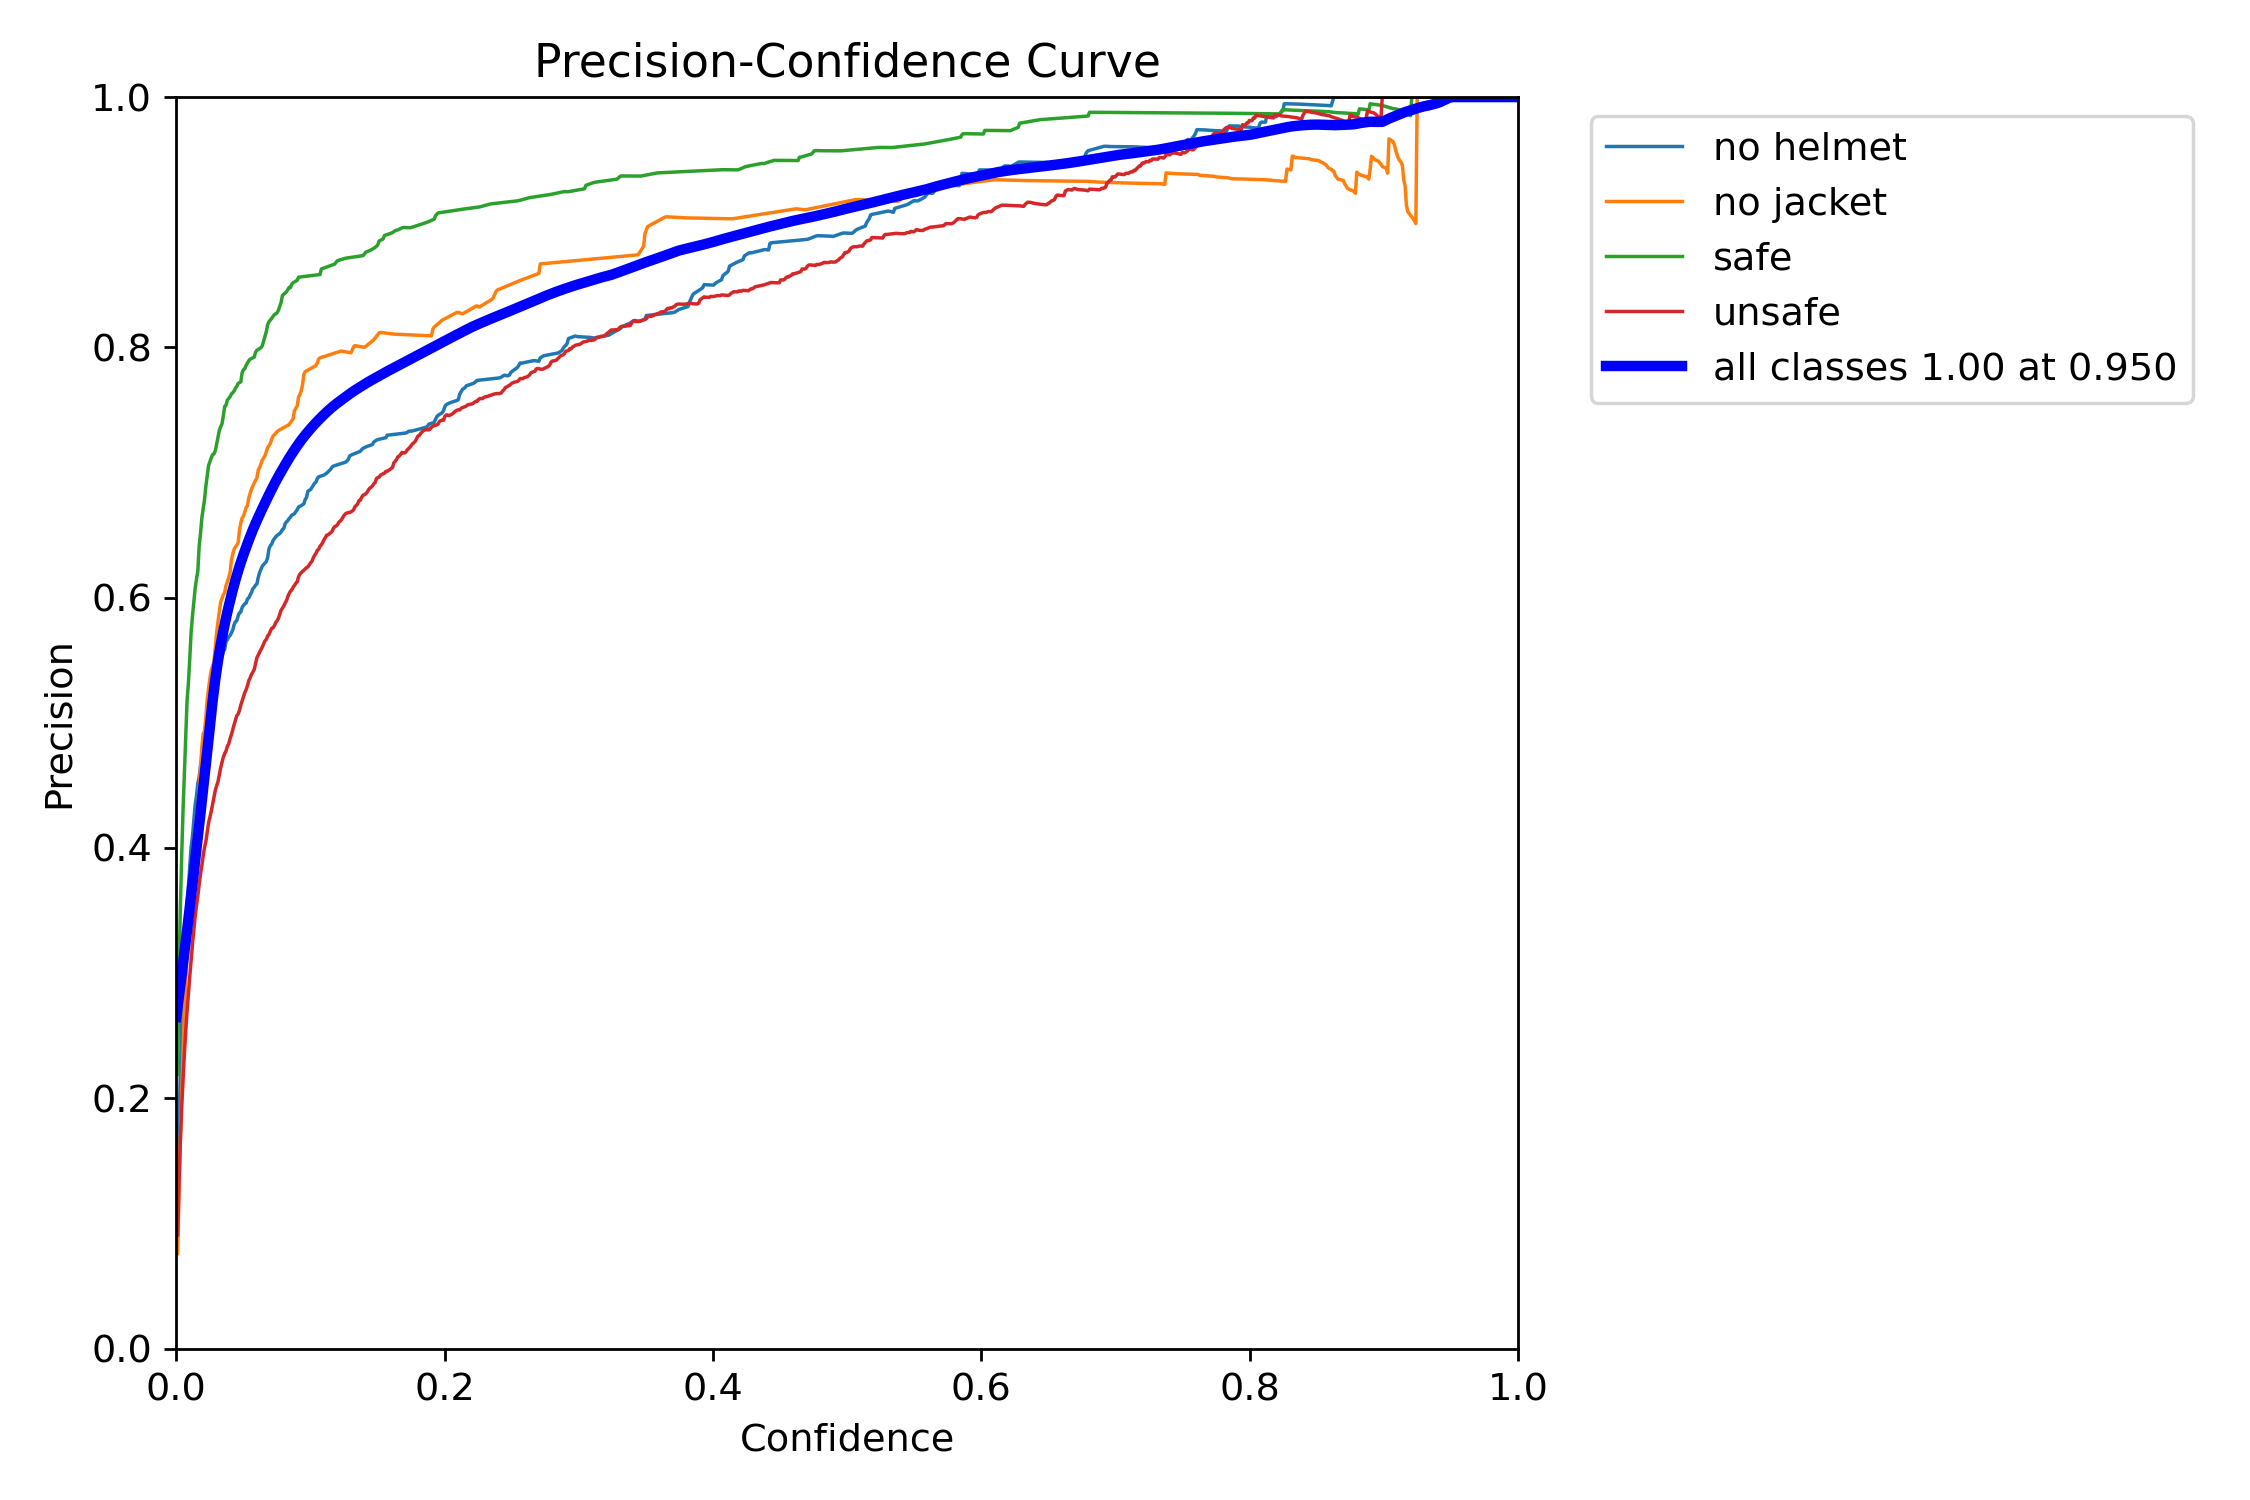 Precision-Confidence Curve
1.0
0.8
0.6
0.4
0.2
0.0
Precision
0.0 0.2 0.4 0.6 0.8 1.0
Confidence
no helmet
no jacket
safe
unsafe
all classes 1.00 at 0.950